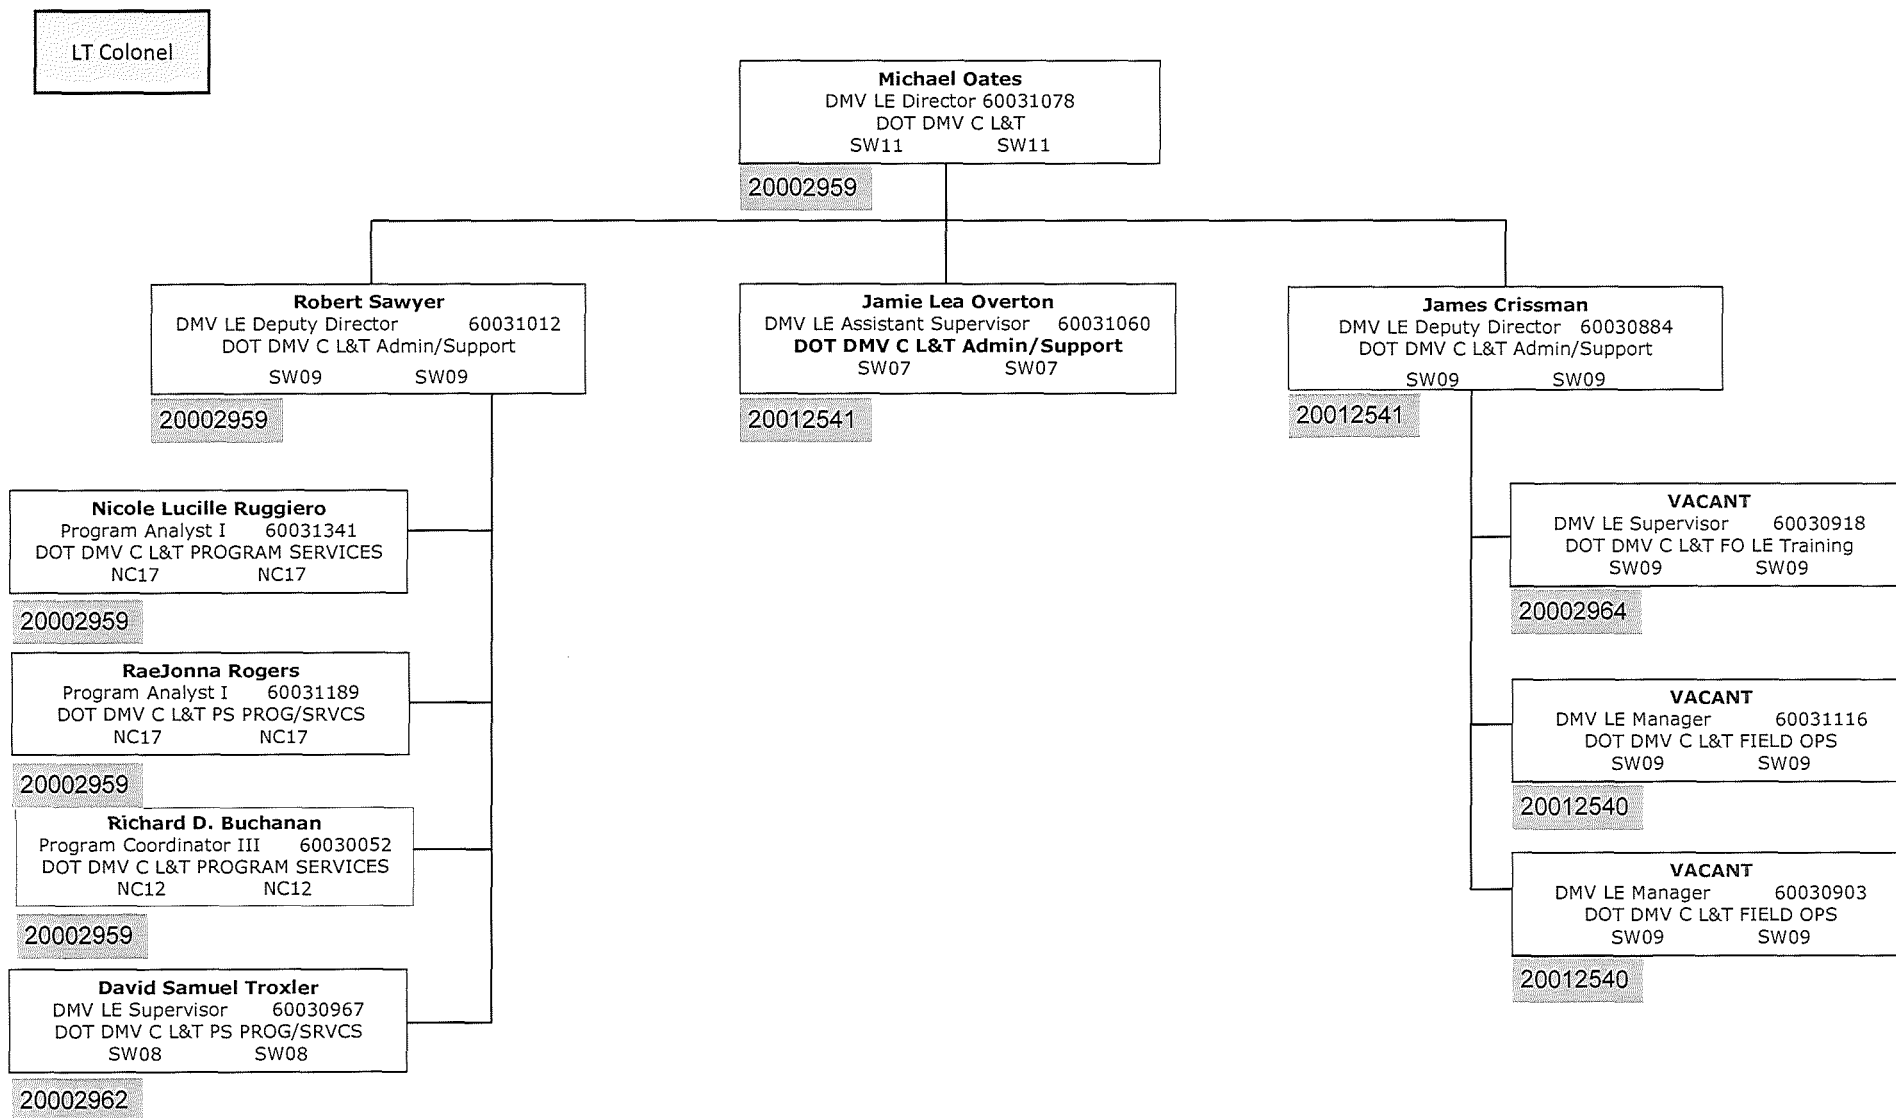 LT Colonel
Michael Oates
DMV LE Director 60031078
DOT DMV C L&T
SW11 SW11
20002959
Robert Sawyer
DMV LE Deputy Director 60031012
DOT DMV C L&T Admin/Support
SW09 SW09
20002959
Jamie Lea Overton
DMV LE Assistant Supervisor 60031060
DOT DMV C L&T Admin/Support
SW07 SW07
20012541
James Crissman
DMV LE Deputy Director 60030884
DOT DMV C L&T Admin/Support
SW09 SW09
20012541
Nicole Lucille Ruggiero
Program Analyst I 60031341
DOT DMV C L&T PROGRAM SERVICES
NC17 NC17
20002959
RaeJonna Rogers
Program Analyst I 60031189
DOT DMV C L&T PS PROG/SRVCS
NC17 NC17
20002959
Richard D. Buchanan
Program Coordinator III 60030052
DOT DMV C L&T PROGRAM SERVICES
NC12 NC12
20002959
David Samuel Troxler
DMV LE Supervisor 60030967
DOT DMV C L&T PS PROG/SRVCS
SW08 SW08
20002962
VACANT
DMV LE Supervisor 60030918
DOT DMV C L&T FO LE Training
SW09 SW09
20002964
VACANT
DMV LE Manager 60031116
DOT DMV C L&T FIELD OPS
SW09 SW09
20012540
VACANT
DMV LE Manager 60030903
DOT DMV C L&T FIELD OPS
SW09 SW09
20012540